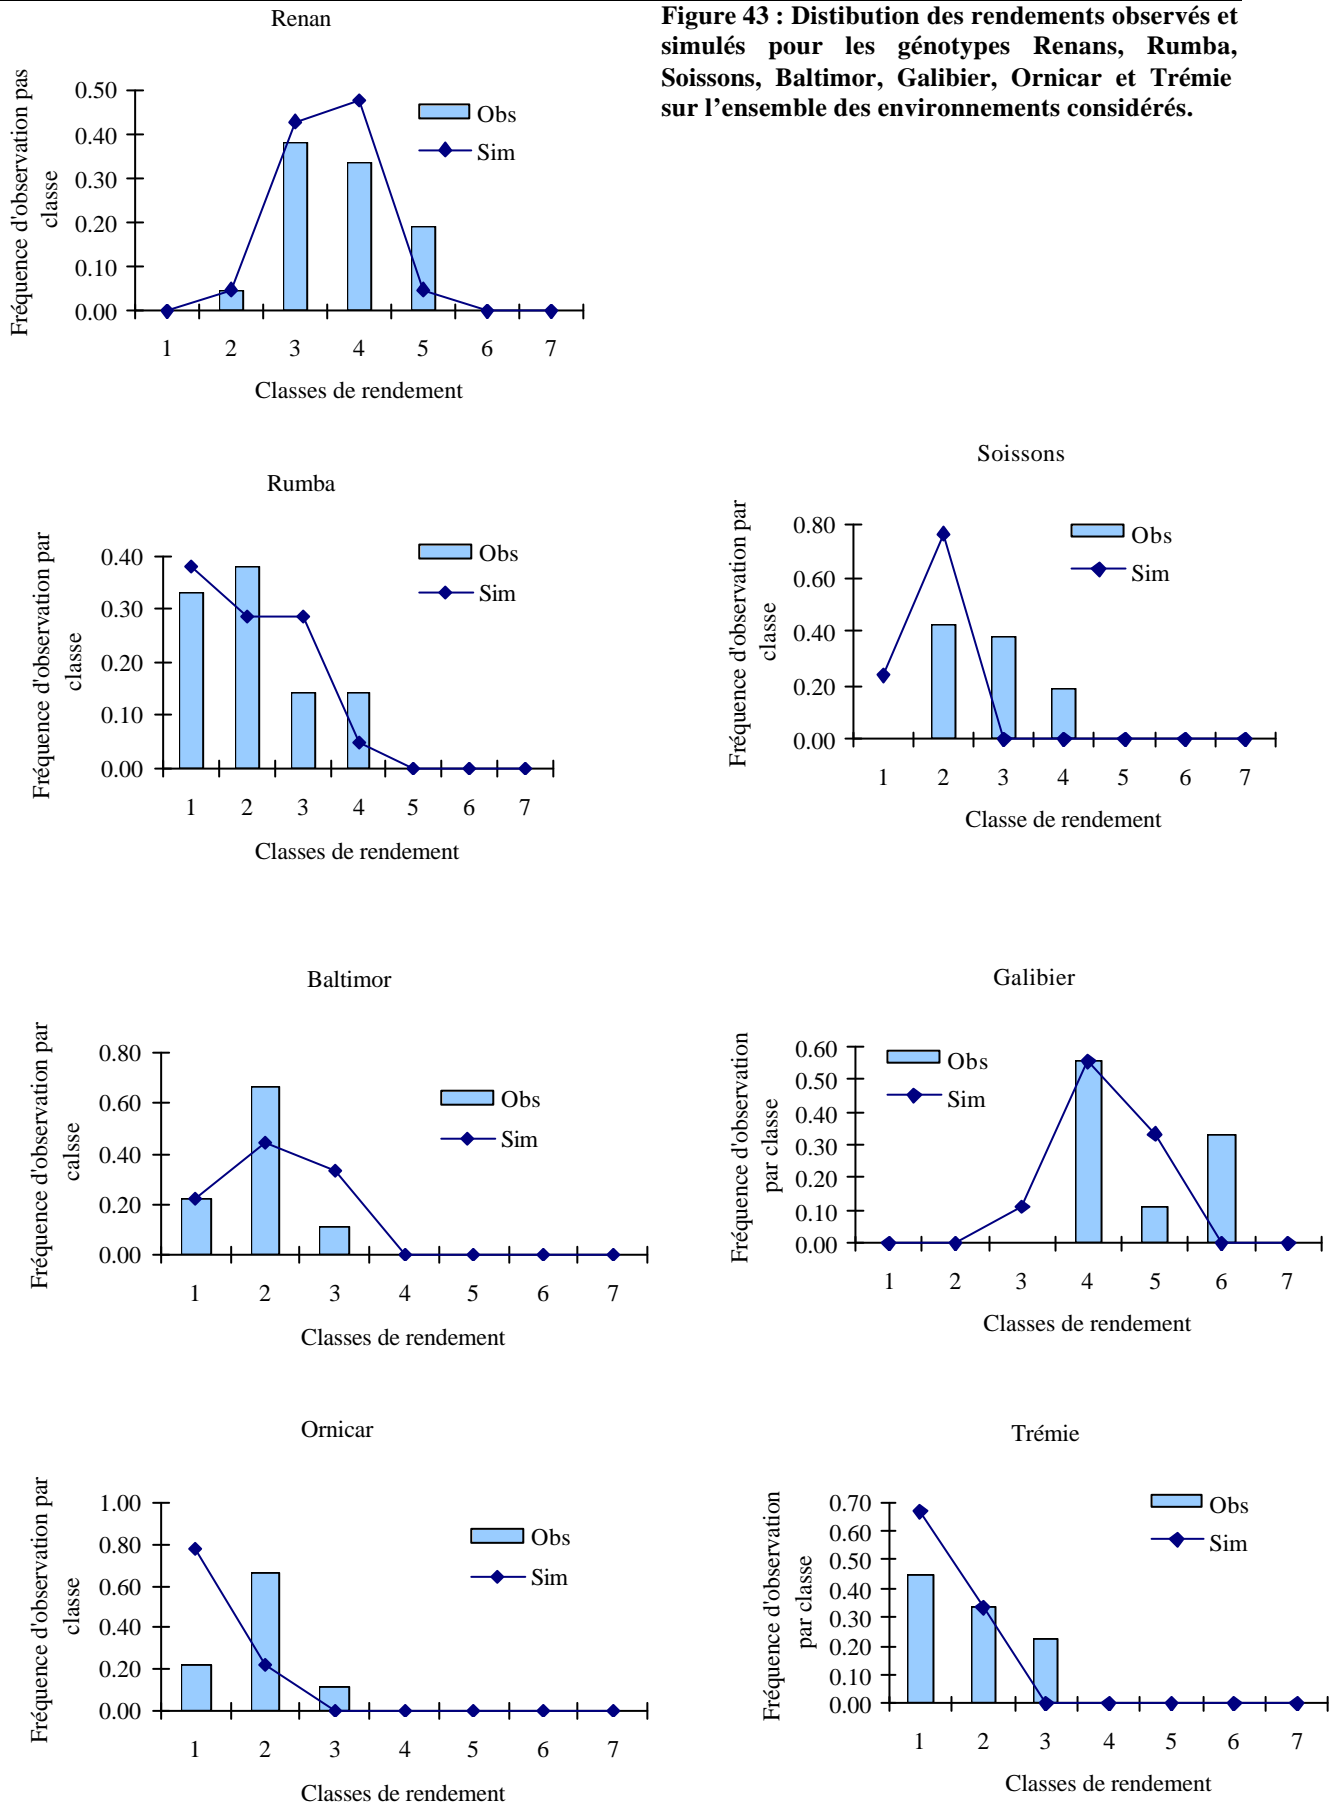 Renan
Figure 43 : Distibution des rendements observés et
simulés pour les génotypes Renans, Rumba,
Soissons, Baltimor, Galibier, Ornicar et Trémie
sur l'ensemble des environnements considérés.
Fréquence d'observation pas
classe
0.50
0.40
0.30
0.20
0.10
0.00
Obs
Sim
1 2 3 4 5 6 7
Classes de rendement
Rumba
Fréquence d'observation par
classe
0.40
0.30
0.20
0.10
0.00
Obs
Sim
1 2 3 4 5 6 7
Classes de rendement
Soissons
Fréquence d'observation par
classe
0.80
0.60
0.40
0.20
0.00
Obs
Sim
1 2 3 4 5 6 7
Classe de rendement
Baltimor
Fréquence d'observation par
calsse
0.80
0.60
0.40
0.20
0.00
Obs
Sim
1 2 3 4 5 6 7
Classes de rendement
Galibier
Fréquence d'observation
par classe
0.60
0.50
0.40
0.30
0.20
0.10
0.00
Obs
Sim
1 2 3 4 5 6 7
Classes de rendement
Ornicar
Fréquence d'observation par
classe
1.00
0.80
0.60
0.40
0.20
0.00
Obs
Sim
1 2 3 4 5 6 7
Classes de rendement
Trémie
Fréquence d'observation
par classe
0.70
0.60
0.50
0.40
0.30
0.20
0.10
0.00
Obs
Sim
1 2 3 4 5 6 7
Classes de rendement